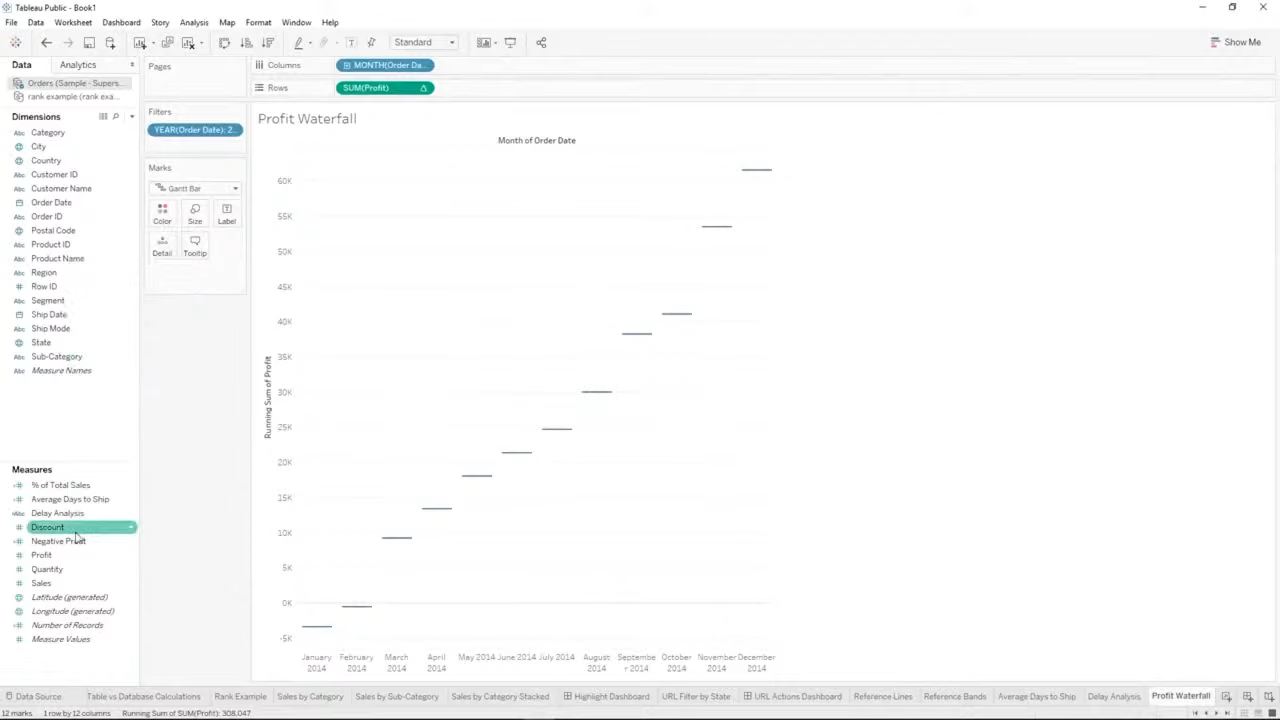 Tableau Public - Book1
File Data Worksheet Dashboard Story Analysis Map Format Window Help
Standard
Show Me
Data Analytics
Orders (Sample - Supers...
rank example (rank exa...
Dimensions
Category
City
Country
Customer ID
Customer Name
Order Date
Order ID
Postal Code
Product ID
Product Name
Region
Row ID
Segment
Ship Date
Ship Mode
State
Sub-Category
Measure Names
Measures
% of Total Sales
Average Days to Ship
Delay Analysis
Discount
Negative Profit
Profit
Quantity
Sales
Latitude (generated)
Longitude (generated)
Number of Records
Measure Values
Pages
Filters
YEAR(Order Date): 2..
Marks
Gantt Bar
Color Size Label
Detail Tooltip
Columns MONTH(Order Da..
Rows SUM(Profit)
Profit Waterfall
Month of Order Date
Running Sum of Profit
60K
55K
50K
45K
40K
35K
30K
25K
20K
15K
10K
5K
0K
-5K
January 2014
February 2014
March 2014
April 2014
May 2014
June 2014
July 2014
August 2014
Septembe r 2014
October 2014
November 2014
December 2014
Data Source Table vs Database Calculations Rank Example Sales by Category Sales by Sub-Category Sales by Category Stacked Highlight Dashboard URL Filter by State URL Actions Dashboard Reference Lines Reference Bands Average Days to Ship Delay Analysis Profit Waterfall
12 marks 1 row by 12 columns Running Sum of SUM(Profit): 308,047